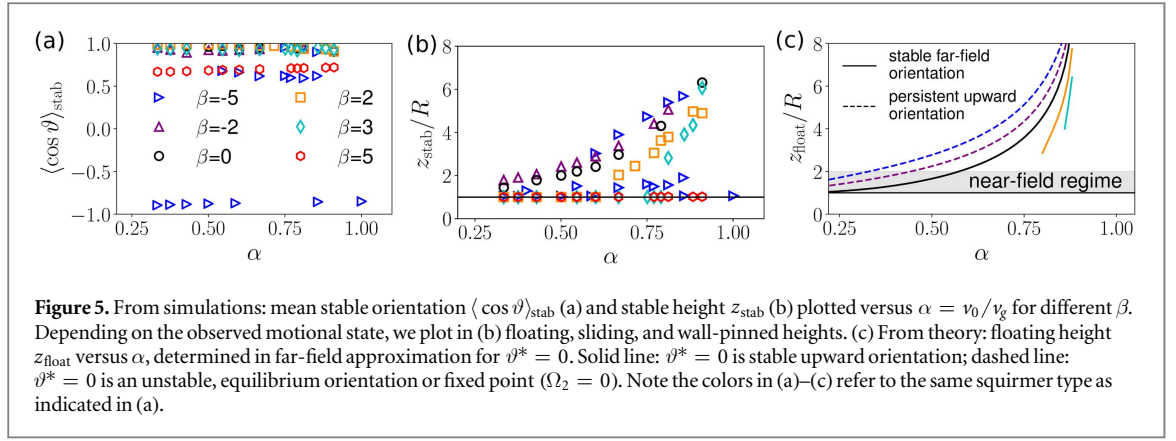 (a)
1.0
0.5
0.0
−0.5
−1.0
⟨cos ϑ⟩stab
β=-5
β=-2
β=0
β=2
β=3
β=5
0.25 0.50 0.75 1.00
α
(b)
8
6
4
2
0
zstab/R
0.25 0.50 0.75 1.00
α
(c)
8
6
4
2
0
zfloat/R
stable far-field
orientation
persistent upward
orientation
near-field regime
0.25 0.50 0.75 1.00
α
Figure 5. From simulations: mean stable orientation ⟨ cos ϑ⟩stab (a) and stable height zstab (b) plotted versus α = v0/vg for different β.
Depending on the observed motional state, we plot in (b) floating, sliding, and wall-pinned heights. (c) From theory: floating height
zfloat versus α, determined in far-field approximation for ϑ* = 0. Solid line: ϑ* = 0 is stable upward orientation; dashed line:
ϑ* = 0 is an unstable, equilibrium orientation or fixed point (Ω2 = 0). Note the colors in (a)–(c) refer to the same squirmer type as
indicated in (a).